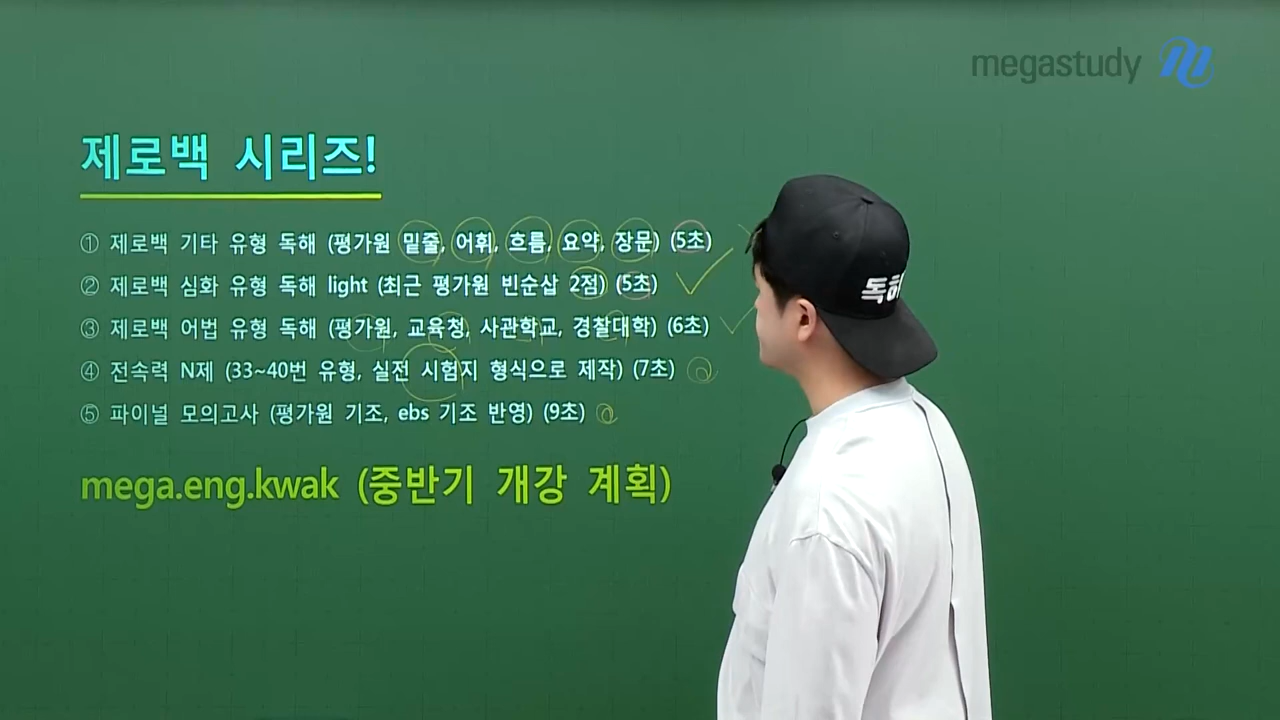 megastudy
제로백 시리즈!
① 제로백 기타 유형 독해 (평가원 밑줄, 어휘, 흐름, 요약, 장문) (5초)
② 제로백 심화 유형 독해 light (최근 평가원 빈순삽 2점) (5초)
③ 제로백 어법 유형 독해 (평가원, 교육청, 사관학교, 경찰대학) (6초)
④ 전속력 N제 (33~40번 유형, 실전 시험지 형식으로 제작) (7초)
⑤ 파이널 모의고사 (평가원 기조, ebs 기조 반영) (9초)
mega.eng.kwak (중반기 개강 계획)